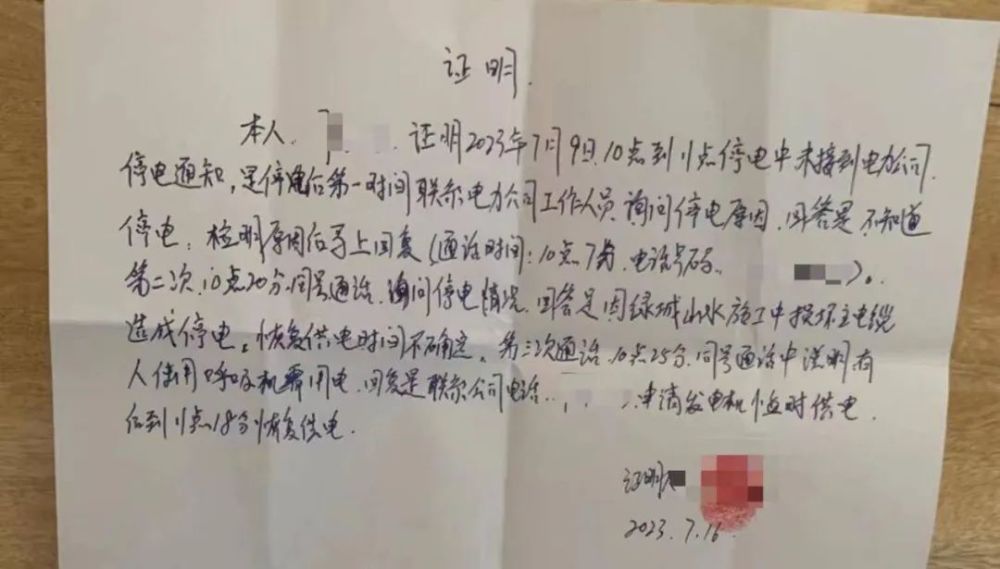 证明.
本人, 证明2023年7月9日.10点到11点停电中未接到电力公司.
停电通知,是停电后第一时间联系电力公司工作人员.询问停电原因.回答是不知道
停电;检明原因后马上回复(通话时间:10点7分.电话号码..)。
第二次.10点20分.同号通话.询问停电情况.回答是因绿城山水施工中损坏主电缆
造成停电。恢复供电时间不确定。第三次通话.10点25分.同号通话中说明.有
人使用呼吸机需用电.回复是联系公司电话..,申请发电机临时供电.
后到11点18分恢复供电.
证明人
2023.7.16